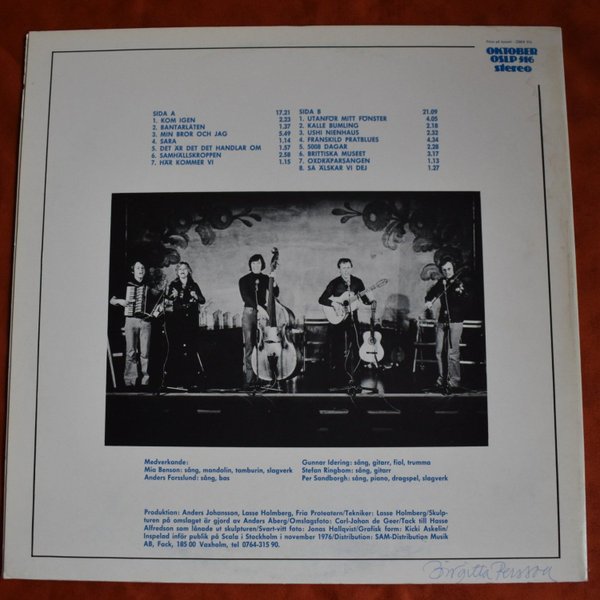 OKTOBER
OSLP 516
stereo
SIDA A 17.21
1. KOM IGEN 2.23
2. BANTARLÅTEN 1.37
3. MIN BROR OCH JAG 5.49
4. SARA 1.14
5. DET ÄR DET DET HANDLAR OM 1.57
6. SAMHÄLLSKROPPEN 2.58
7. HÄR KOMMER VI 1.15
SIDA B 21.09
1. UTANFÖR MITT FÖNSTER 4.05
2. KALLE BUMLING 2.18
3. USHI NIENHAUS 2.32
4. FRÅNSKILD PRATBLUES 4.34
5. 5008 DAGAR 2.28
6. BRITTISKA MUSEET 3.17
7. OXDRÄPARSÅNGEN 1.13
8. SÅ ÄLSKAR VI DEJ 1.27
Medverkande:
Mia Benson: sång, mandolin, tamburin, slagverk
Anders Forsslund: sång, bas
Gunnar Idering: sång, gitarr, fiol, trumma
Stefan Ringbom: sång, gitarr
Per Sandborgh: sång, piano, dragspel, slagverk
Produktion: Anders Johansson, Lasse Holmberg, Fria Proteatern/Tekniker: Lasse Holmberg/Skulp-
turen på omslaget är gjord av Anders Åberg/Omslagsfoto: Carl-Johan de Geer/Tack till Hasse
Alfredson som lånade ut skulpturen/Svart-vitt foto: Jonas Hallqvist/Grafisk form: Kicki Askelin/
Inspelad inför publik på Scala i Stockholm i november 1976/Distribution: SAM-Distribution Musik
AB, Fack, 185 00 Vaxholm, tel 0764-315 90.
Birgitta Persson